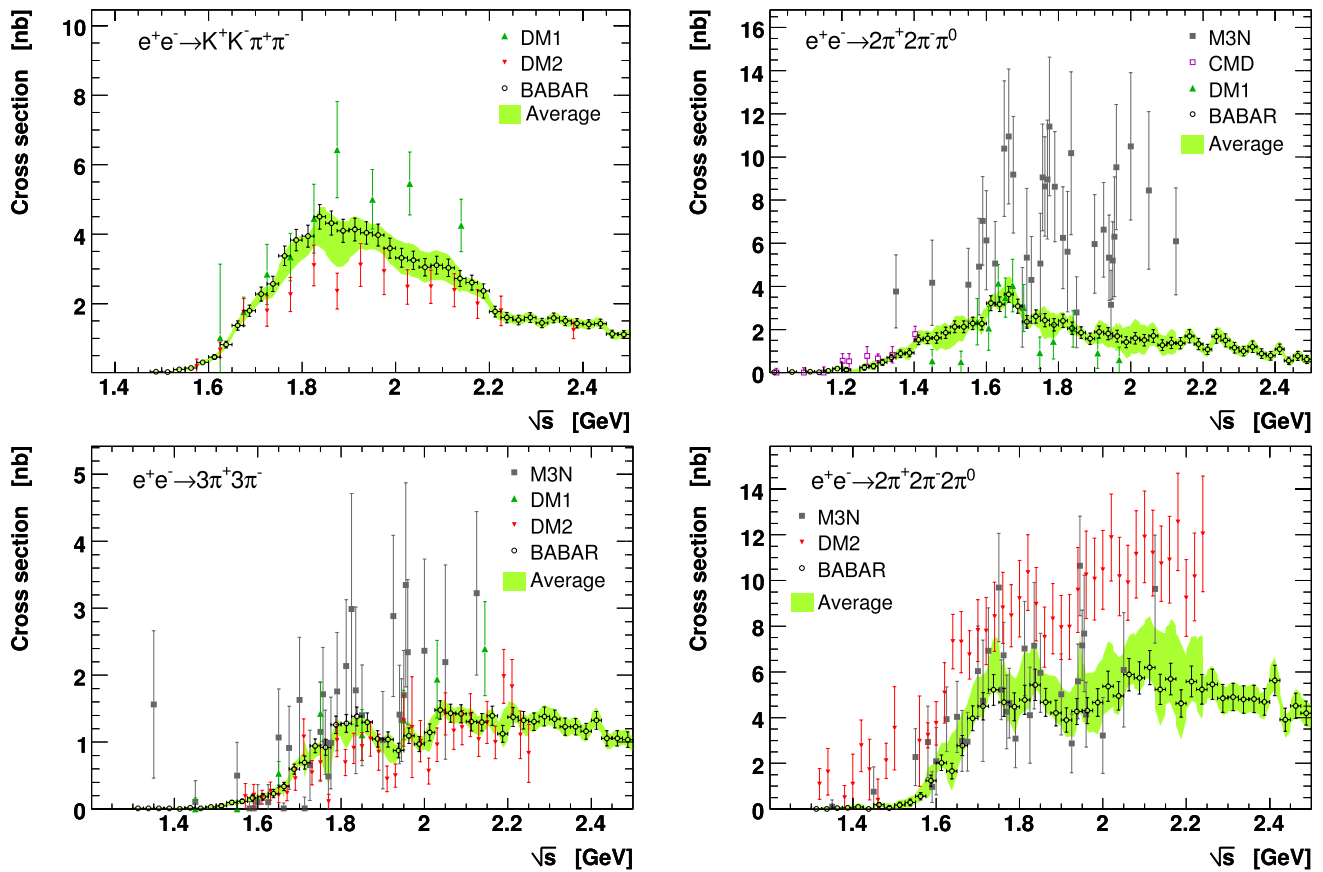 Cross section [nb]
e⁺e⁻→K⁺K⁻π⁺π⁻
DM1
DM2
BABAR
Average
10
8
6
4
2
1.4 1.6 1.8 2 2.2 2.4
√s [GeV]
Cross section [nb]
e⁺e⁻→2π⁺2π⁻π⁰
M3N
CMD
DM1
BABAR
Average
16
14
12
10
8
6
4
2
0
1.2 1.4 1.6 1.8 2 2.2 2.4
√s [GeV]
Cross section [nb]
e⁺e⁻→3π⁺3π⁻
M3N
DM1
DM2
BABAR
Average
5
4
3
2
1
0
1.4 1.6 1.8 2 2.2 2.4
√s [GeV]
Cross section [nb]
e⁺e⁻→2π⁺2π⁻2π⁰
M3N
DM2
BABAR
Average
14
12
10
8
6
4
2
0
1.4 1.6 1.8 2 2.2 2.4
√s [GeV]